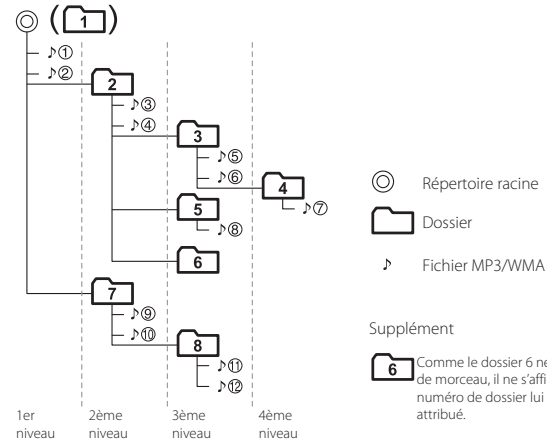 (1)
♪①
♪②
2
♪③
♪④
3
♪⑤
♪⑥
4
♪⑦
5
♪⑧
6
7
♪⑨
♪⑩
8
♪⑪
♪⑫
1er niveau
2ème niveau
3ème niveau
4ème niveau
Répertoire racine
Dossier
♪ Fichier MP3/WMA
Supplément
6
Comme le dossier 6 ne
de morceau, il ne s’affi
numéro de dossier lui
attribué.